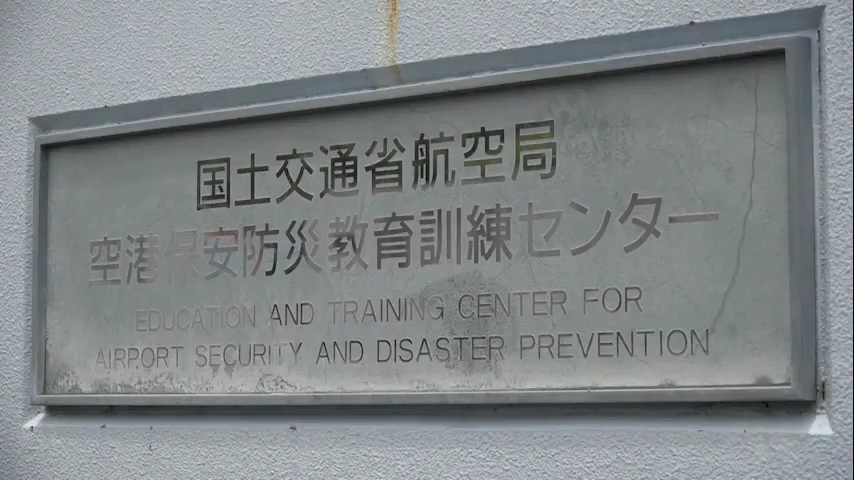 国土交通省航空局
空港保安防災教育訓練センター
EDUCATION AND TRAINING CENTER FOR
AIRPORT SECURITY AND DISASTER PREVENTION